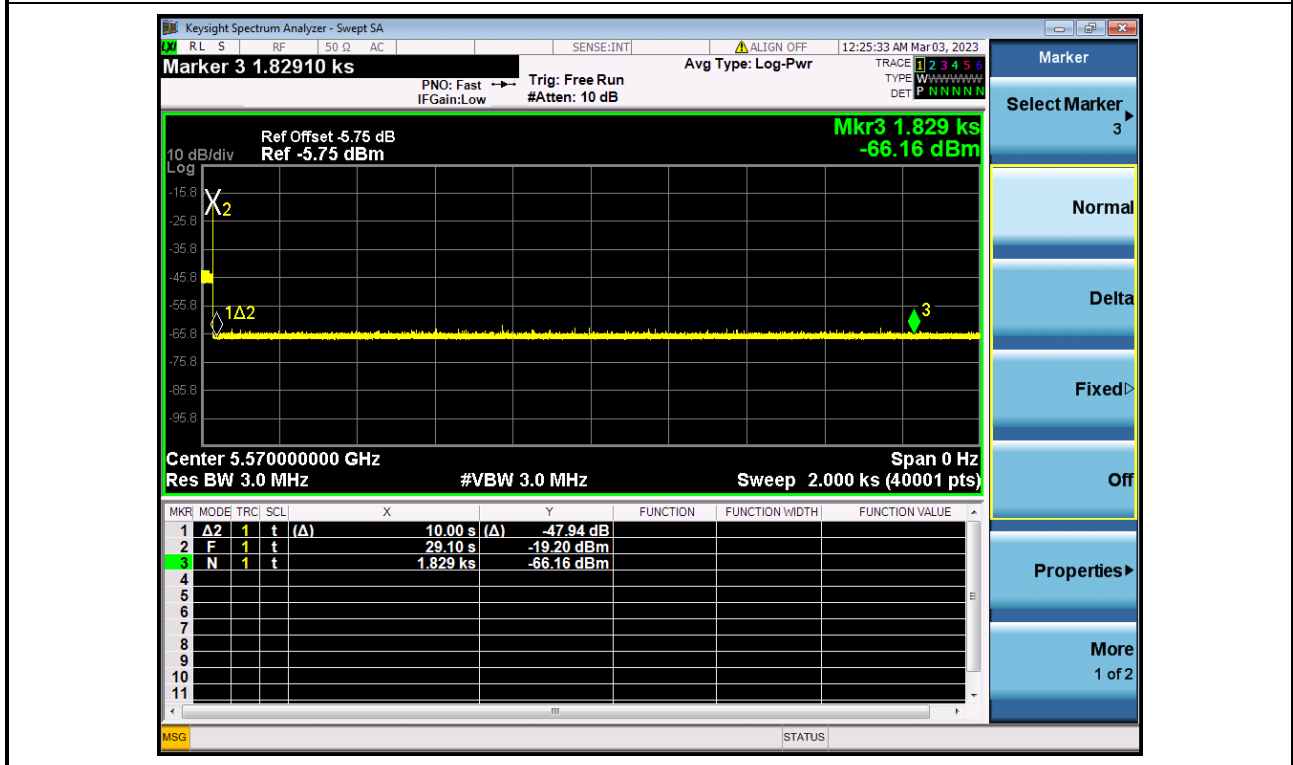 Keysight Spectrum Analyzer - Swept SA
LXI RL S RF 50 Ω AC SENSE:INT ALIGN OFF 12:25:33 AM Mar 03, 2023
Marker 3 1.82910 ks
PNO: Fast Trig: Free Run Avg Type: Log-Pwr TRACE 1 2 3 4 5 6
IFGain:Low #Atten: 10 dB TYPE WWWWWW
DET P N N N N N
Marker
Select Marker
3
Normal
Delta
Fixed
Off
Properties
More
1 of 2
Mkr3 1.829 ks
-66.16 dBm
Ref Offset -5.75 dB
10 dB/div Ref -5.75 dBm
Log
-15.8
-25.8
-35.8
-45.8
-55.8
-65.8
-75.8
-85.8
-95.8
2
1Δ2
3
Center 5.570000000 GHz Span 0 Hz
Res BW 3.0 MHz #VBW 3.0 MHz Sweep 2.000 ks (40001 pts)
MKR MODE TRC SCL X Y FUNCTION FUNCTION WIDTH FUNCTION VALUE
1 Δ2 1 t (Δ) 10.00 s (Δ) -47.94 dB
2 F 1 t 29.10 s -19.20 dBm
3 N 1 t 1.829 ks -66.16 dBm
4
5
6
7
8
9
10
11
MSG STATUS